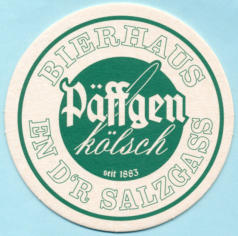 BIERHAUS
Päffgen
kölsch
seit 1883
EN D'R SALZGASS